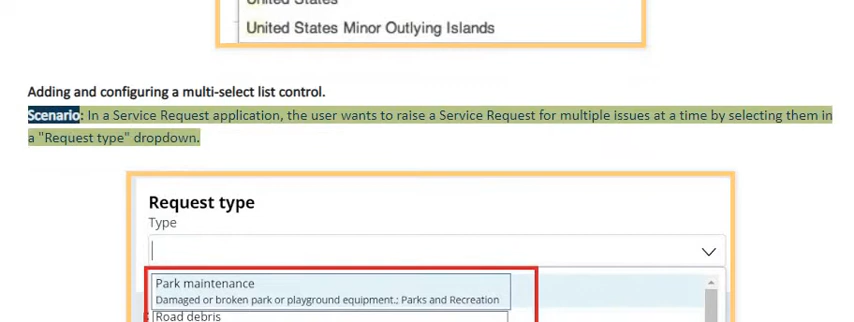 United States
United States Minor Outlying Islands
Adding and configuring a multi-select list control.
Scenario: In a Service Request application, the user wants to raise a Service Request for multiple issues at a time by selecting them in
a "Request type" dropdown.
Request type
Type
Park maintenance
Damaged or broken park or playground equipment.; Parks and Recreation
Road debris